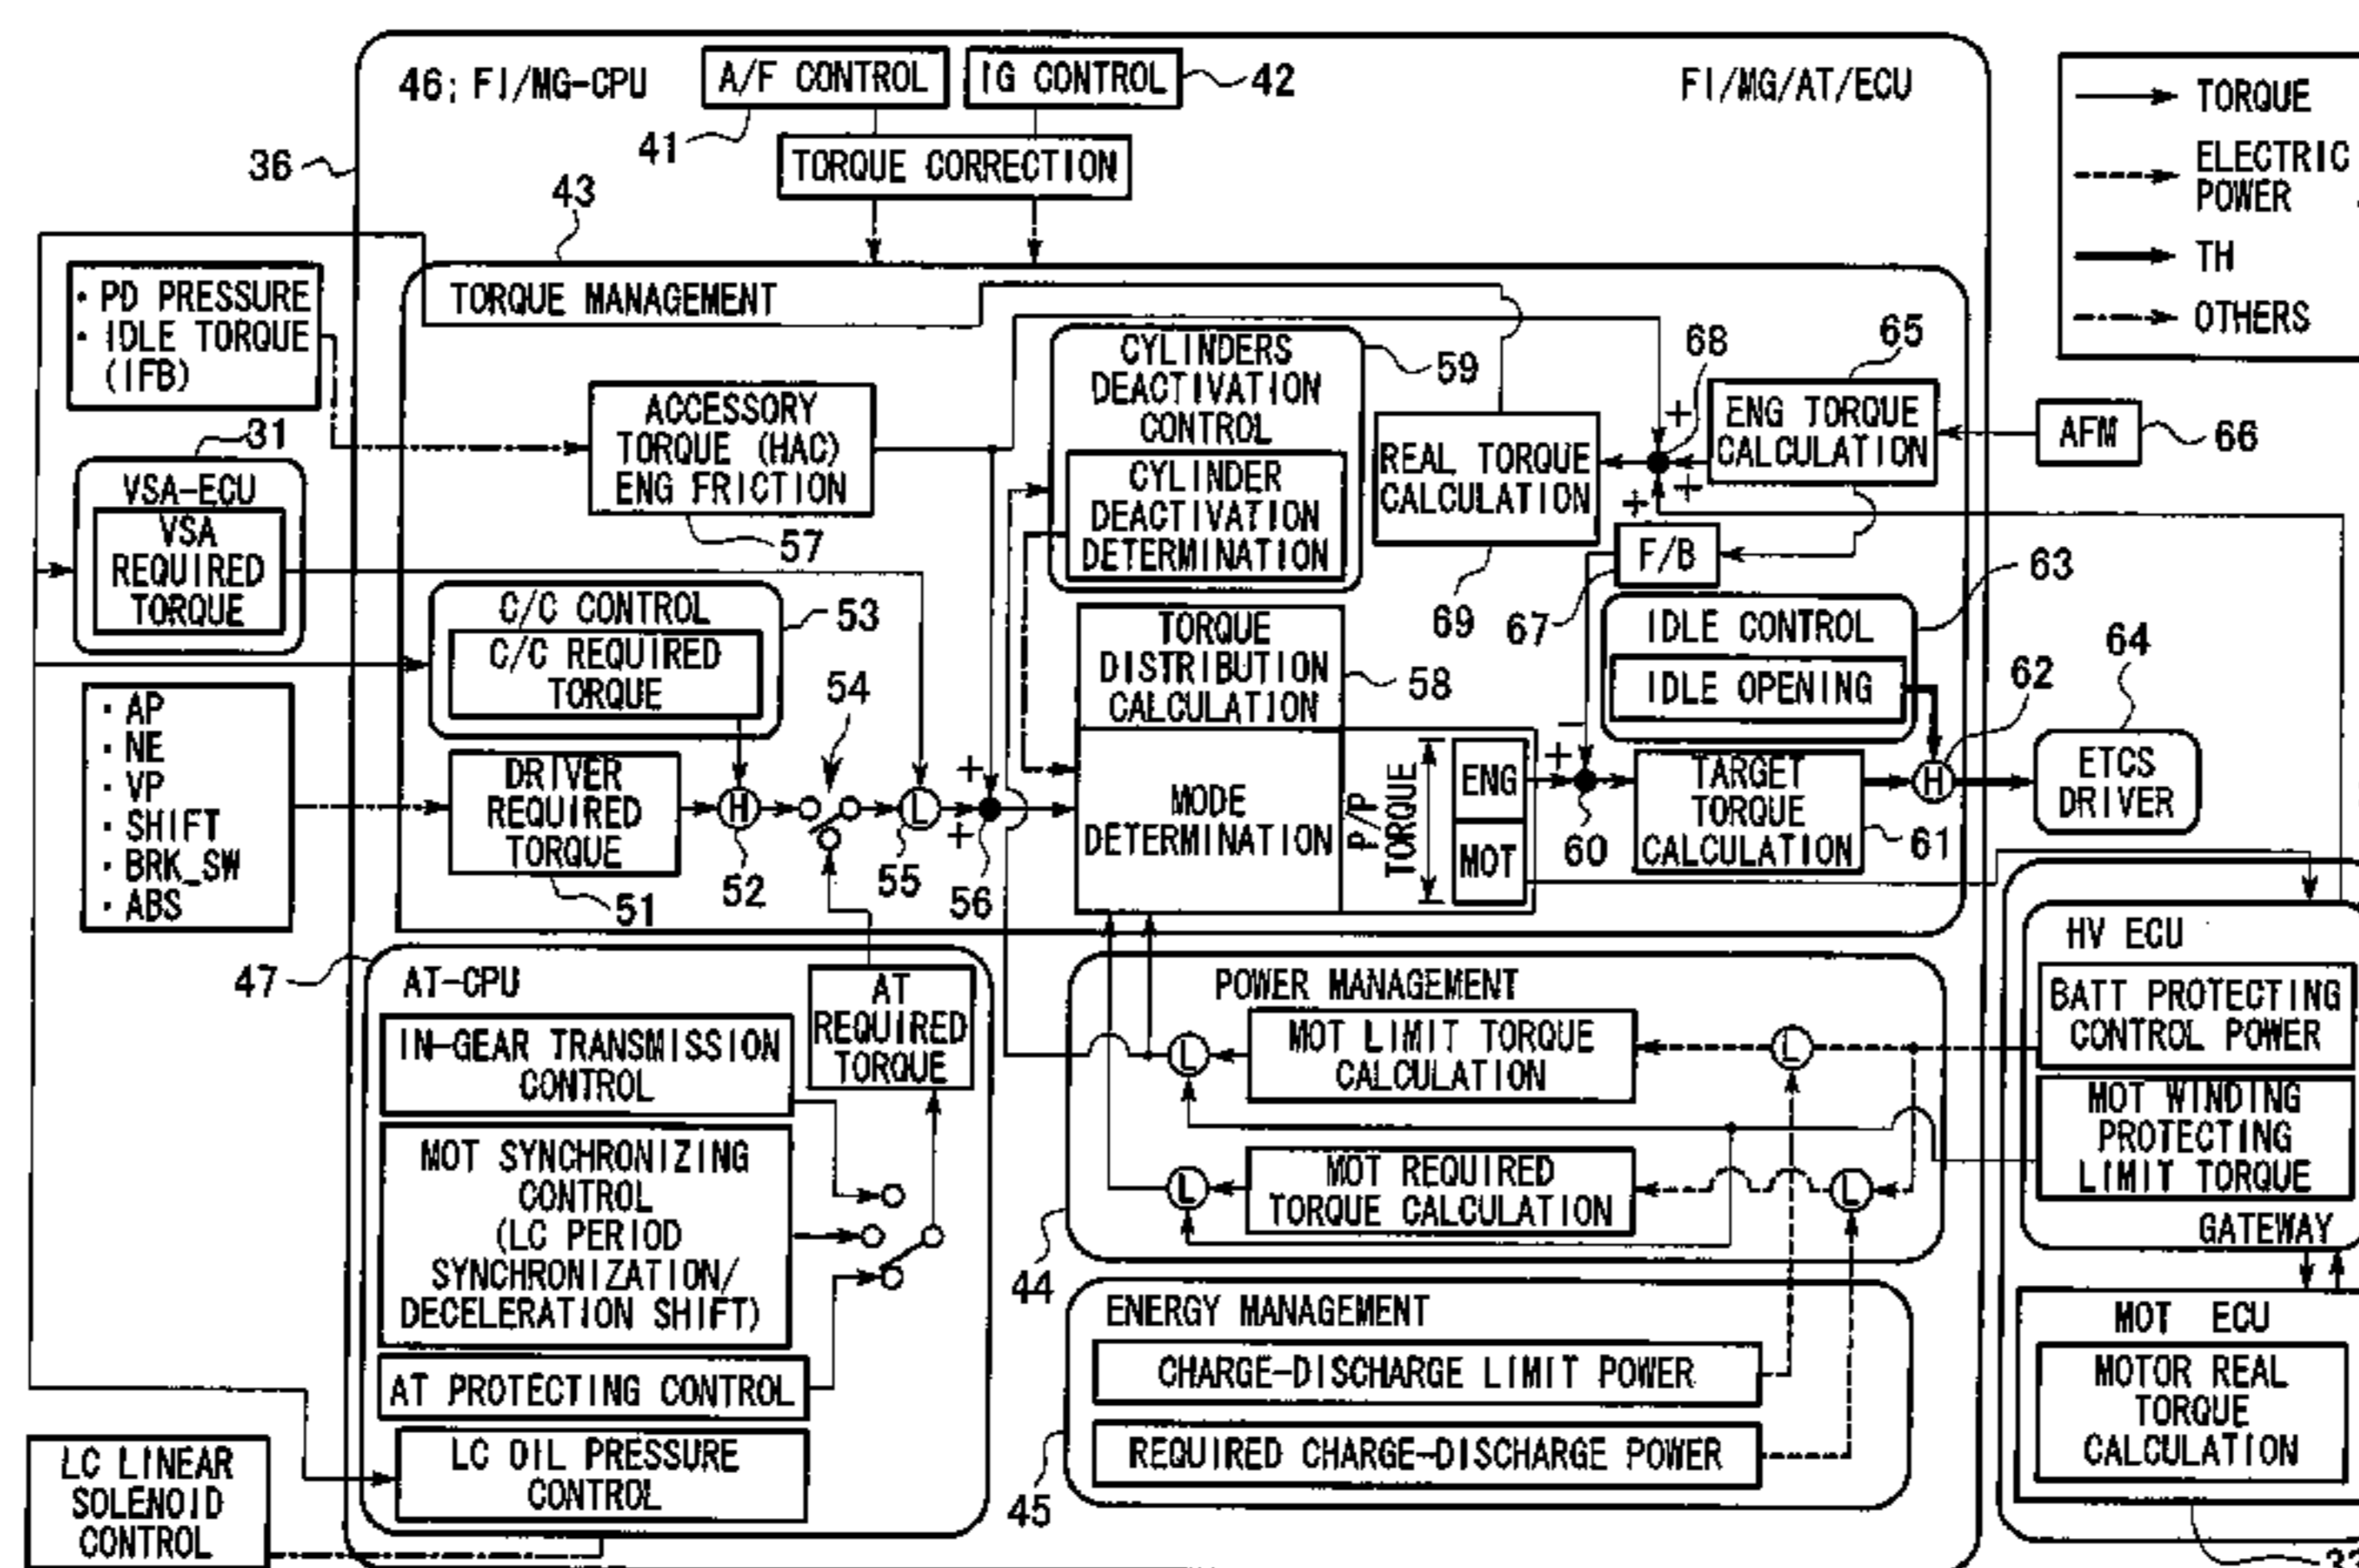 46; FI/MG-CPU
A/F CONTROL
IG CONTROL
42
FI/MG/AT/ECU
41
TORQUE CORRECTION
36
43
TORQUE
ELECTRIC
POWER
TH
OTHERS
TORQUE MANAGEMENT
· PD PRESSURE
· IDLE TORQUE
(IFB)
31
VSA-ECU
VSA
REQUIRED
TORQUE
ACCESSORY
TORQUE (HAC)
ENG FRICTION
57
CYLINDERS
DEACTIVATION
CONTROL
59
CYLINDER
DEACTIVATION
DETERMINATION
REAL TORQUE
CALCULATION
69
68
+
+
+
65
ENG TORQUE
CALCULATION
AFM
66
F/B
67
63
IDLE CONTROL
IDLE OPENING
62
64
ETCS
DRIVER
C/C CONTROL
53
C/C REQUIRED
TORQUE
54
· AP
· NE
· VP
· SHIFT
· BRK_SW
· ABS
DRIVER
REQUIRED
TORQUE
51
H
52
L
55
+
+
56
TORQUE
DISTRIBUTION
CALCULATION
58
MODE
DETERMINATION
P/P
TORQUE
ENG
MOT
+
−
60
TARGET
TORQUE
CALCULATION
61
H
47
AT-CPU
AT
REQUIRED
TORQUE
IN-GEAR TRANSMISSION
CONTROL
MOT SYNCHRONIZING
CONTROL
(LC PERIOD
SYNCHRONIZATION/
DECELERATION SHIFT)
AT PROTECTING CONTROL
LC OIL PRESSURE
CONTROL
LC LINEAR
SOLENOID
CONTROL
POWER MANAGEMENT
L
MOT LIMIT TORQUE
CALCULATION
L
L
MOT REQUIRED
TORQUE CALCULATION
L
44
ENERGY MANAGEMENT
CHARGE-DISCHARGE LIMIT POWER
REQUIRED CHARGE-DISCHARGE POWER
45
HV ECU
BATT PROTECTING
CONTROL POWER
MOT WINDING
PROTECTING
LIMIT TORQUE
GATEWAY
MOT ECU
MOTOR REAL
TORQUE
CALCULATION